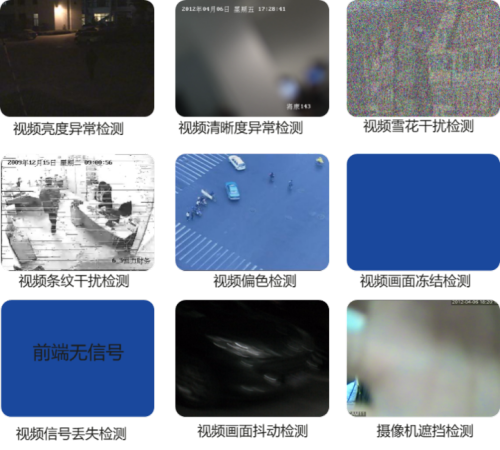 2012年04月06日 星期五 17:28:41
视频亮度异常检测
视频清晰度异常检测
视频雪花干扰检测
2009年12月15日 星期二 09:00:56
视频条纹干扰检测
视频偏色检测
视频画面冻结检测
前端无信号
视频信号丢失检测
视频画面抖动检测
摄像机遮挡检测